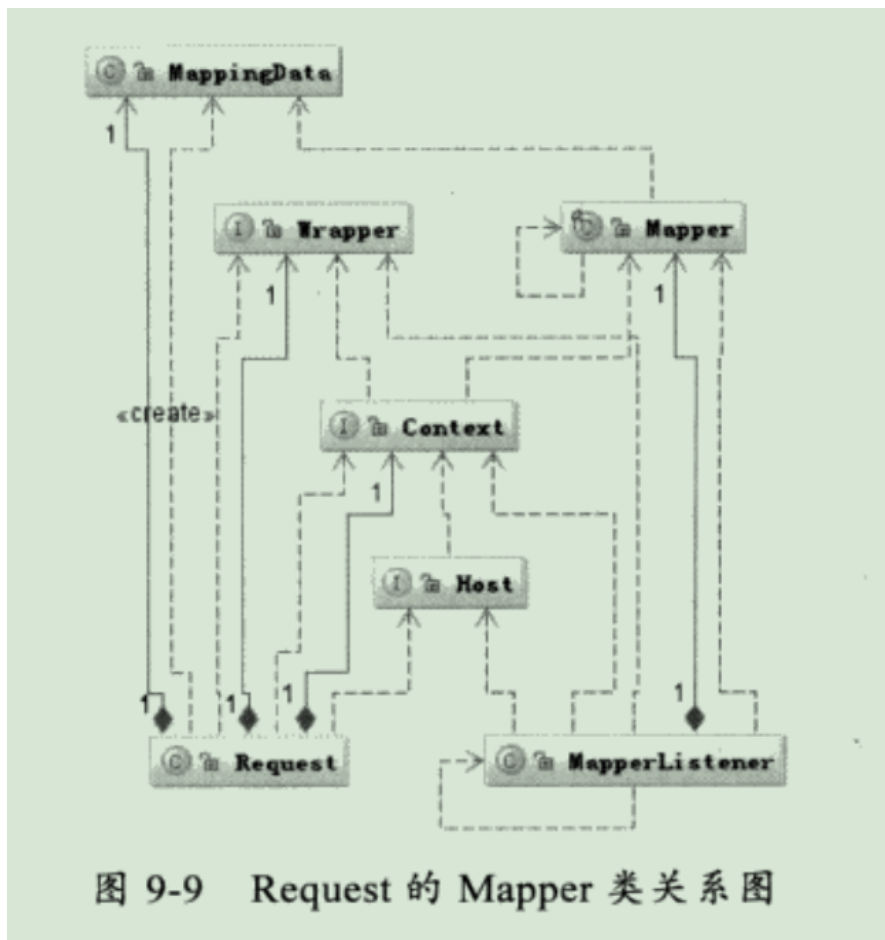 C MappingData
1
I Wrapper
Mapper
1
1
«create»
I Context
1
I Host
1
1
1
1
C Request
C MapperListener
图 9-9 Request 的 Mapper 类关系图